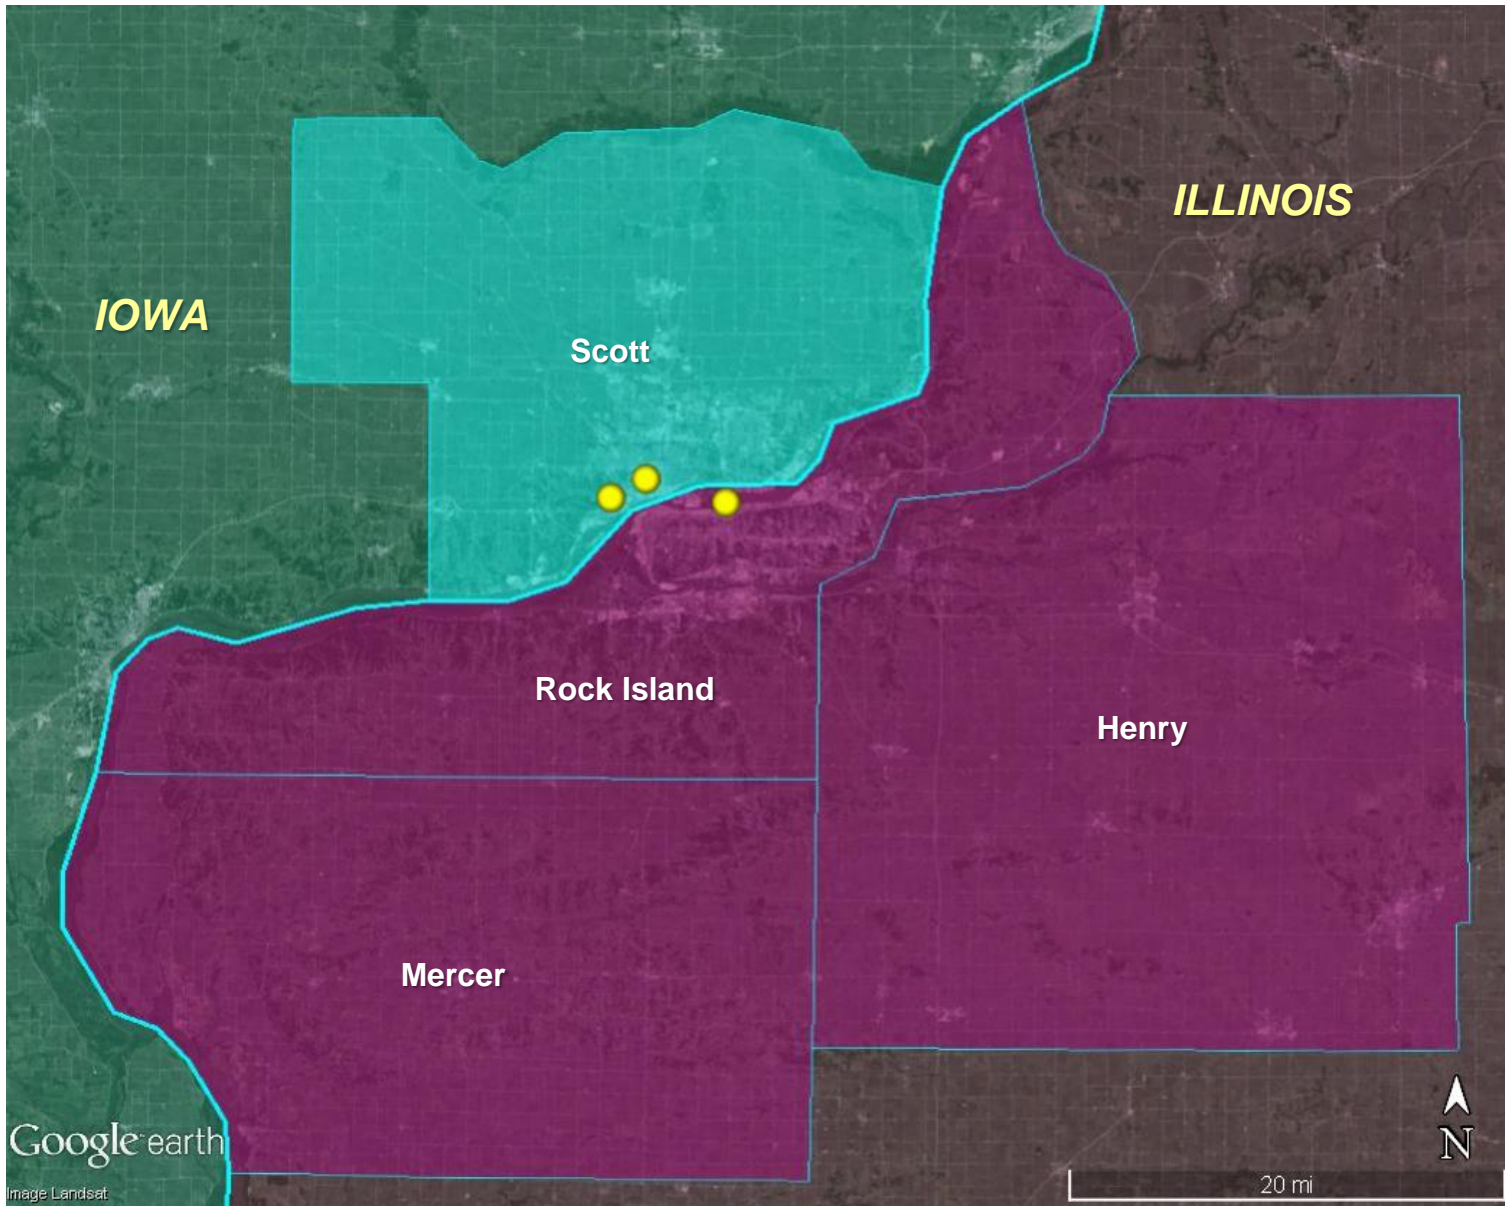 ILLINOIS
IOWA
Scott
Rock Island
Henry
Mercer
N
Google earth
Image Landsat
20 mi